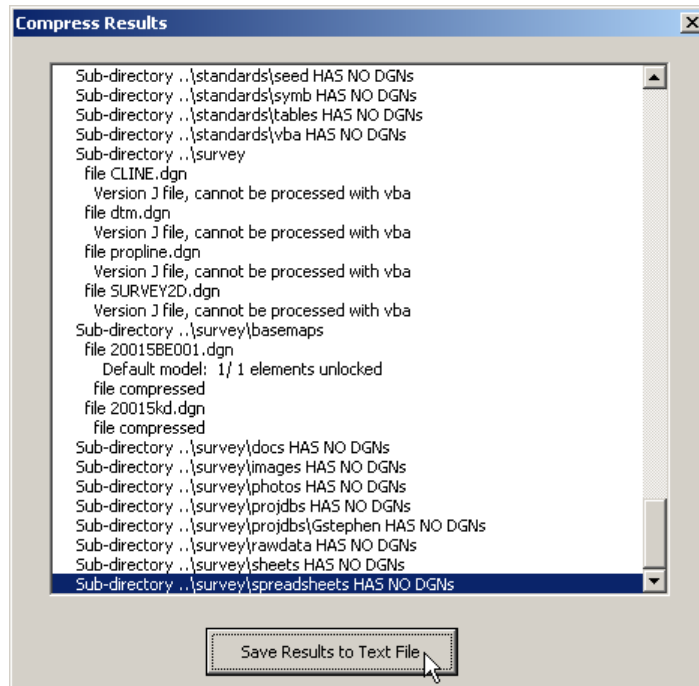 Compress Results
Sub-directory ..\standards\seed HAS NO DGNs
Sub-directory ..\standards\symb HAS NO DGNs
Sub-directory ..\standards\tables HAS NO DGNs
Sub-directory ..\standards\vba HAS NO DGNs
Sub-directory ..\survey
file CLINE.dgn
Version J file, cannot be processed with vba
file dtm.dgn
Version J file, cannot be processed with vba
file propline.dgn
Version J file, cannot be processed with vba
file SURVEY2D.dgn
Version J file, cannot be processed with vba
Sub-directory ..\survey\basemaps
file 20015BE001.dgn
Default model: 1/ 1 elements unlocked
file compressed
file 20015kd.dgn
file compressed
Sub-directory ..\survey\docs HAS NO DGNs
Sub-directory ..\survey\images HAS NO DGNs
Sub-directory ..\survey\photos HAS NO DGNs
Sub-directory ..\survey\projdbs HAS NO DGNs
Sub-directory ..\survey\projdbs\Gstephen HAS NO DGNs
Sub-directory ..\survey\rawdata HAS NO DGNs
Sub-directory ..\survey\sheets HAS NO DGNs
Sub-directory ..\survey\spreadsheets HAS NO DGNs
Save Results to Text File